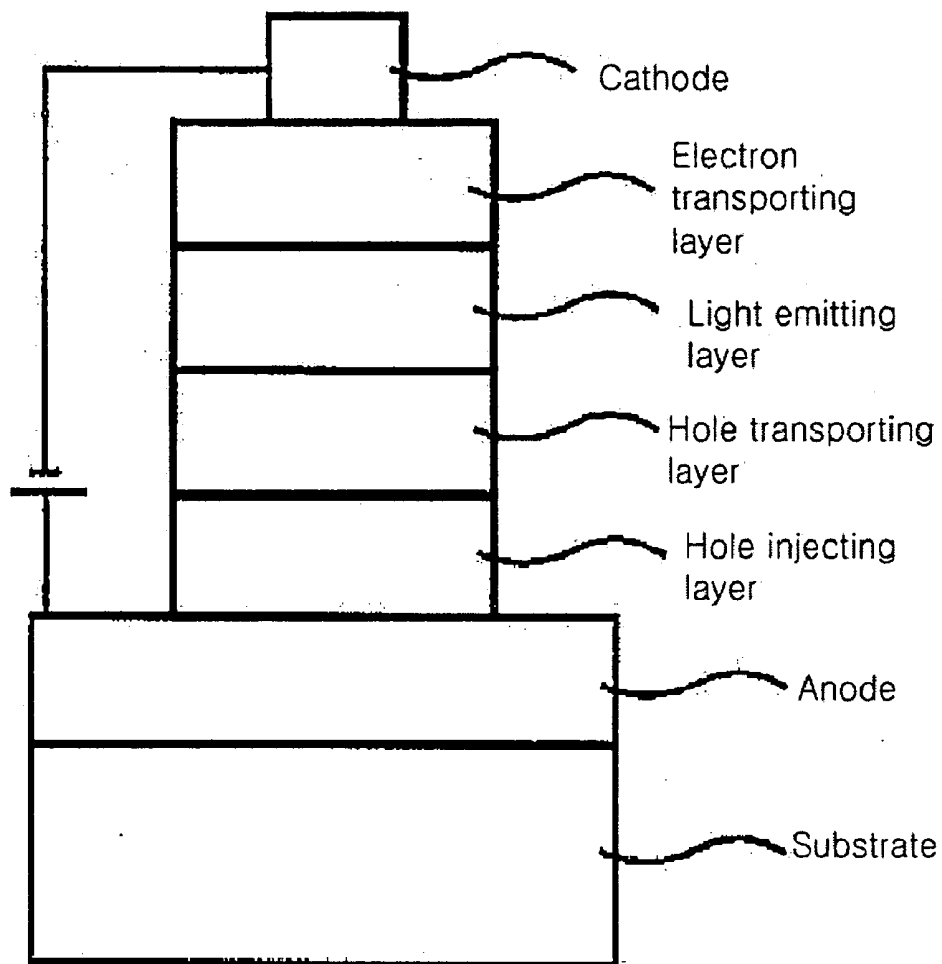 Cathode
Electron
transporting
layer
Light emitting
layer
Hole transporting
layer
Hole injecting
layer
Anode
Substrate